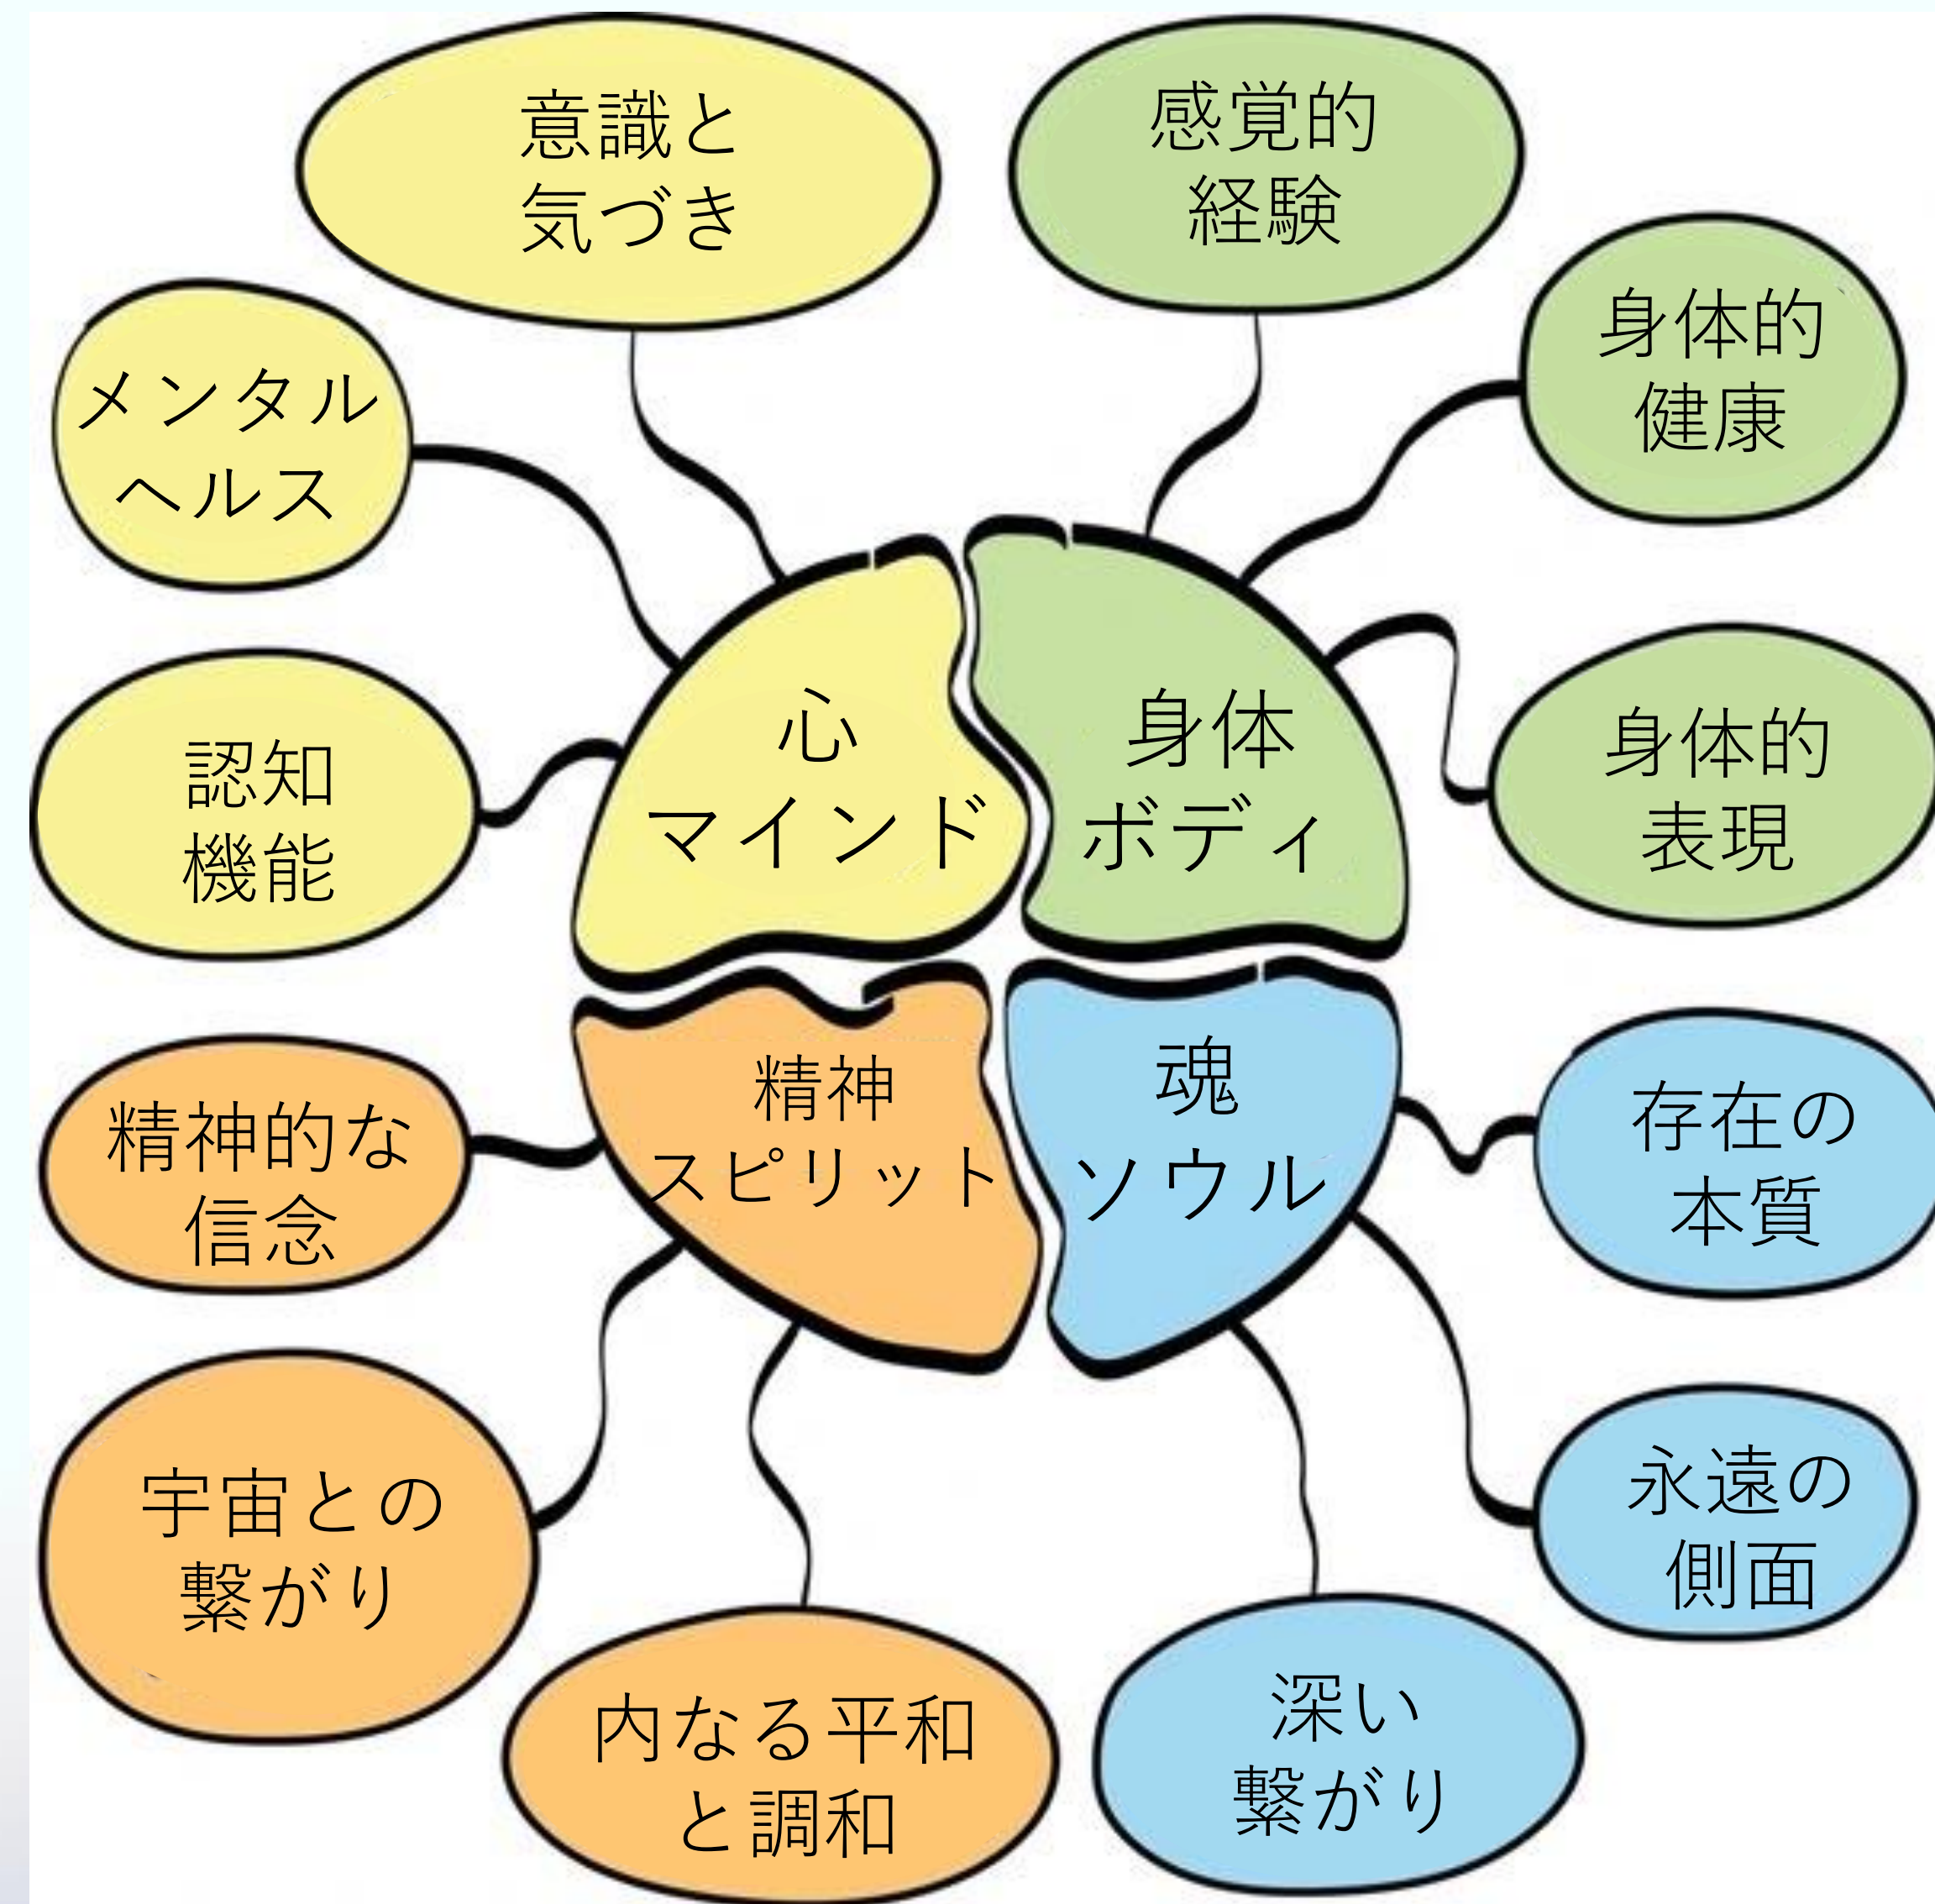 意識と
気づき
感覚的
経験
メンタル
ヘルス
身体的
健康
認知
機能
心
マインド
身体
ボディ
身体的
表現
精神的な
信念
精神
スピリット
魂
ソウル
存在の
本質
宇宙との
繋がり
永遠の
側面
内なる平和
と調和
深い
繋がり